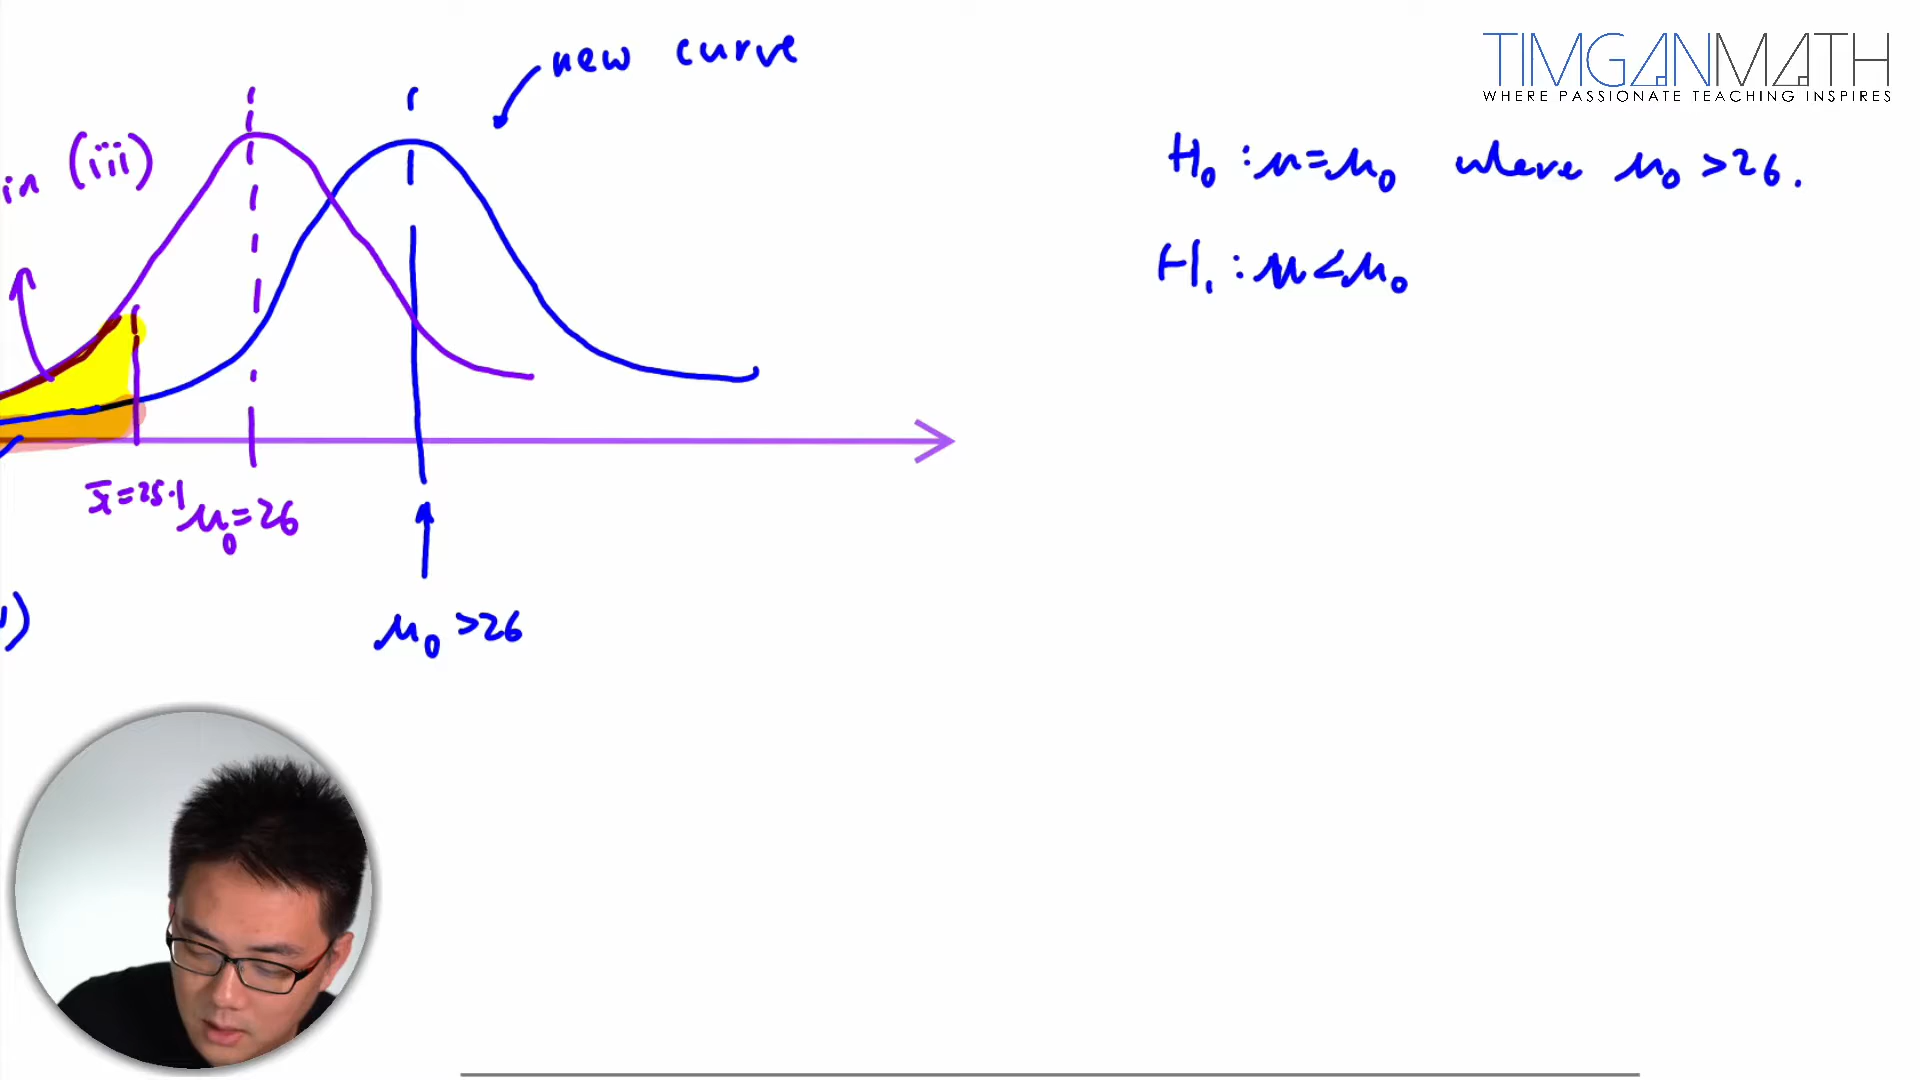 new curve
TIMGANMATH
WHERE PASSIONATE TEACHING INSPIRES
in (iii)
H₀ : μ = μ₀ where μ₀ > 26.
H₁ : μ < μ₀
x̄ = 25.1
μ₀ = 26
μ₀ > 26
)